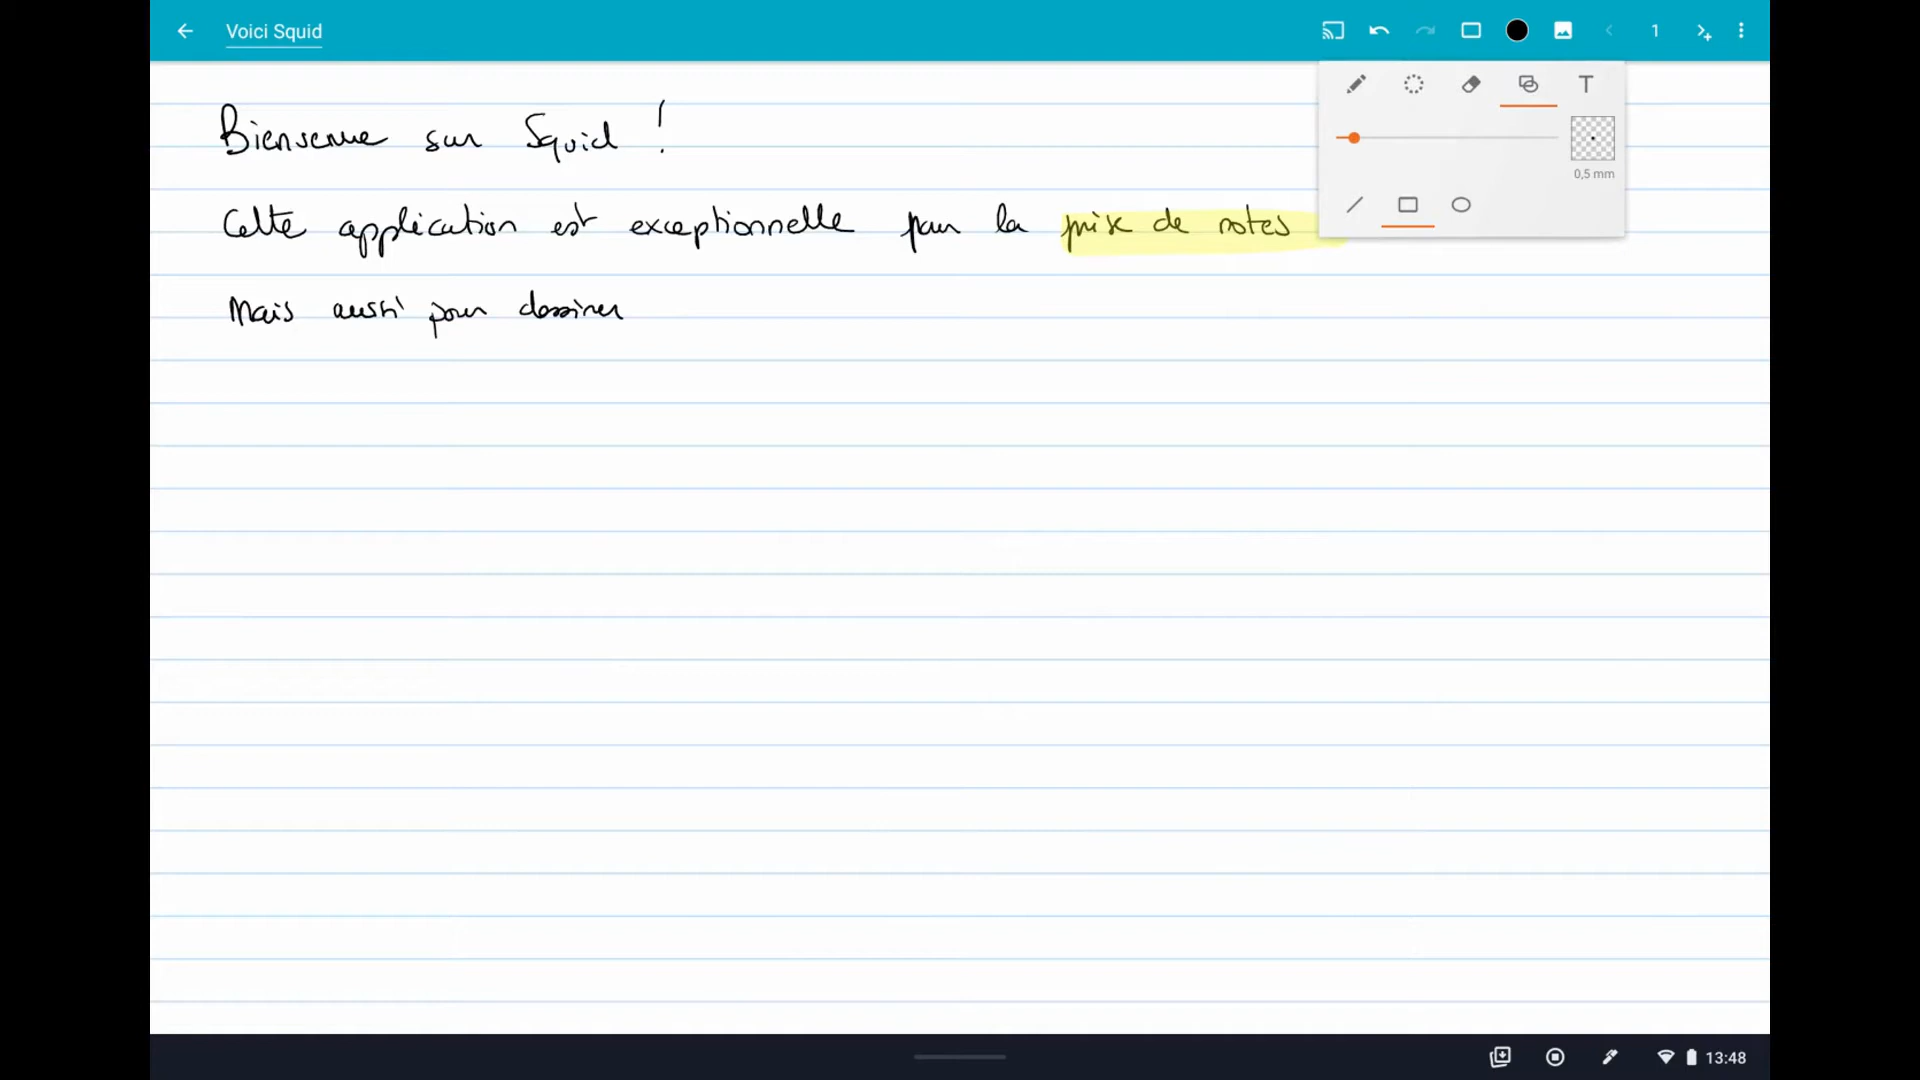 Voici Squid
1
T
Bienvenue sur Squid !
0,5 mm
Cette application est exceptionnelle pour la prise de notes
Mais aussi pour dessiner
13:48